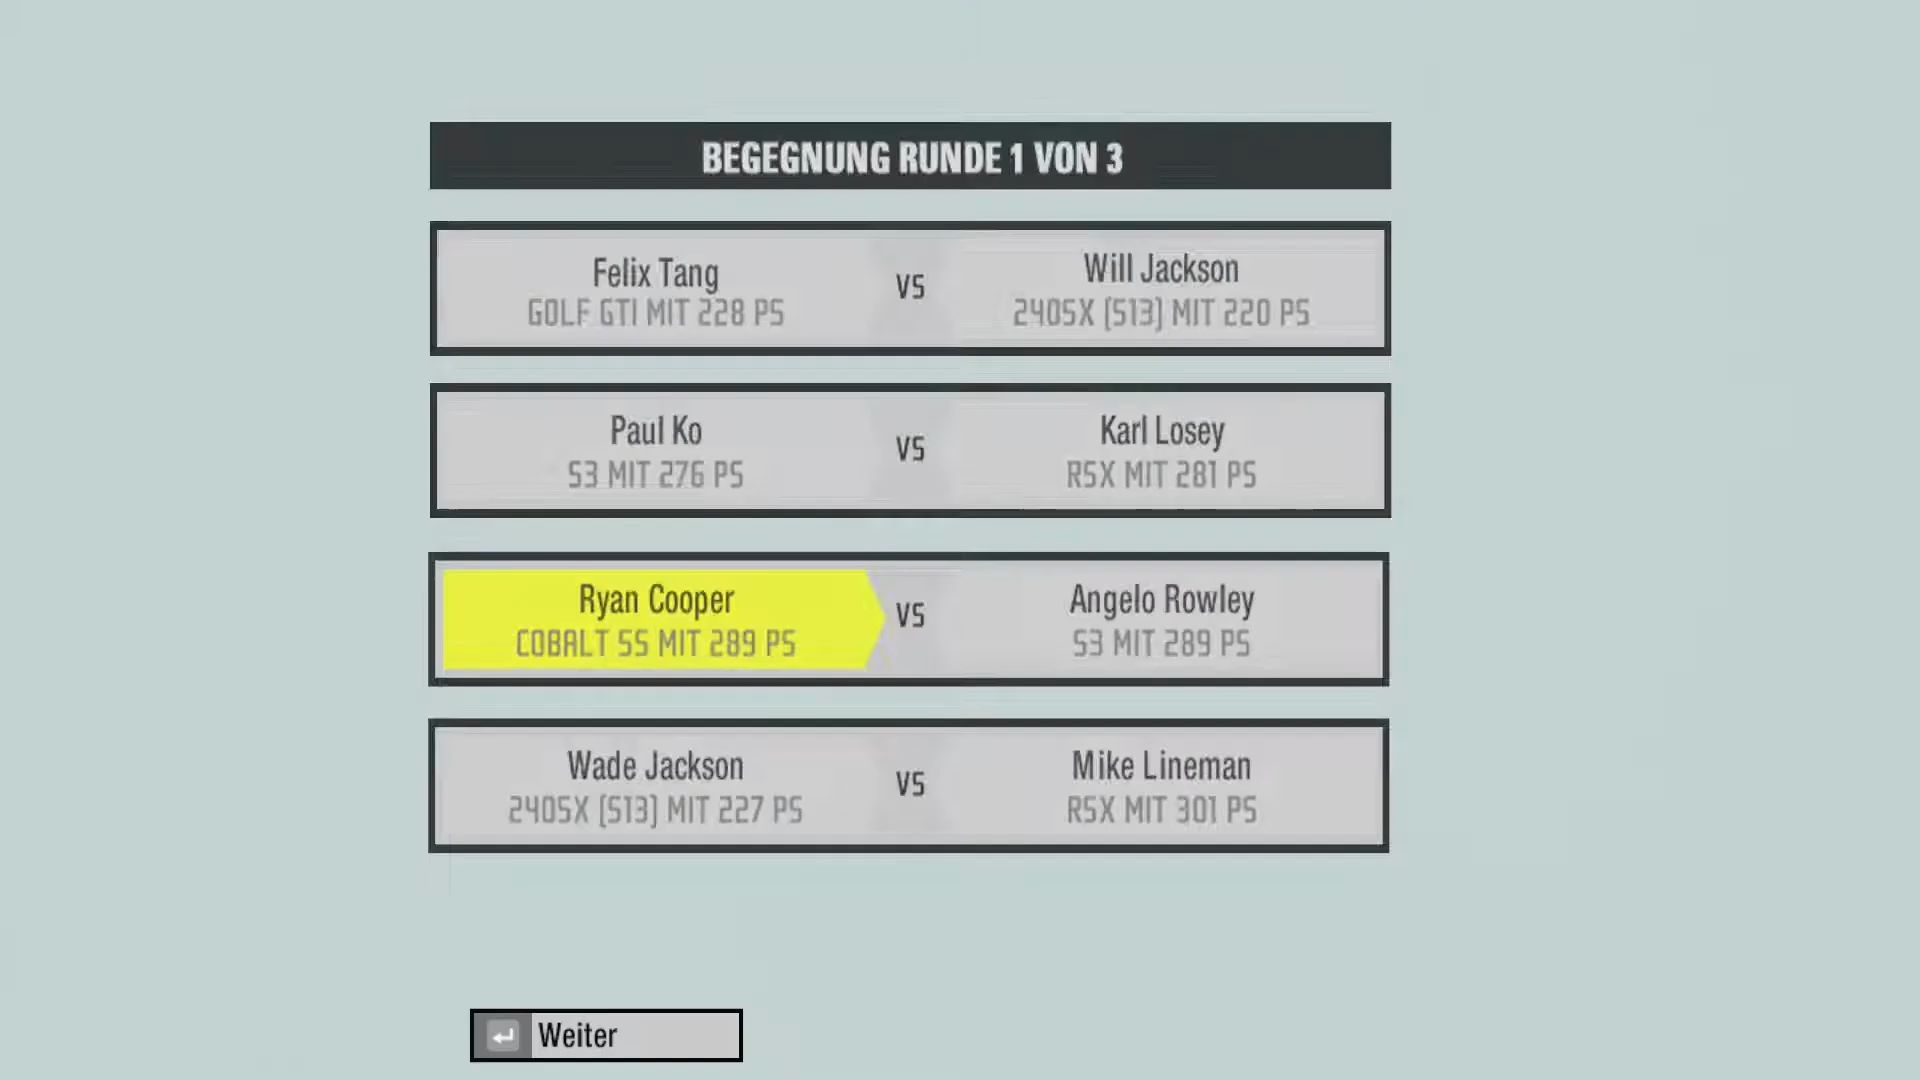 BEGEGNUNG RUNDE 1 VON 3
Felix Tang VS Will Jackson
GOLF GTI MIT 228 PS 240SX (S13) MIT 220 PS
Paul Ko VS Karl Losey
S3 MIT 276 PS RSX MIT 281 PS
Ryan Cooper VS Angelo Rowley
COBALT SS MIT 289 PS S3 MIT 289 PS
Wade Jackson VS Mike Lineman
240SX (S13) MIT 227 PS RSX MIT 301 PS
Weiter